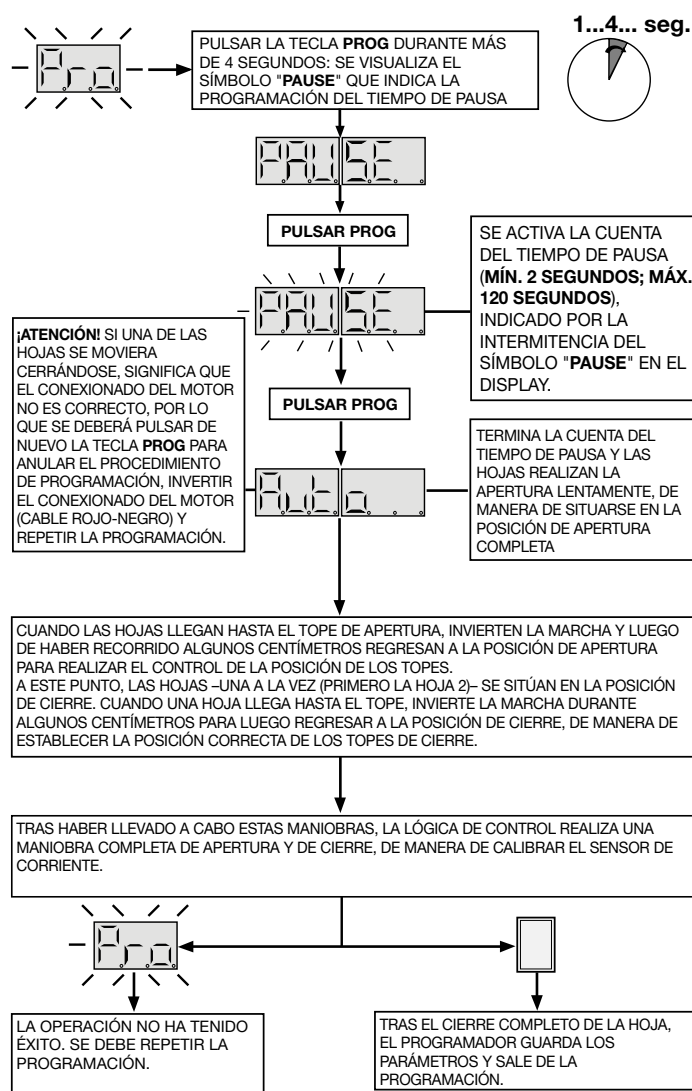 1...4... seg.
Pro
PULSAR LA TECLA PROG DURANTE MÁS
DE 4 SEGUNDOS: SE VISUALIZA EL
SÍMBOLO "PAUSE" QUE INDICA LA
PROGRAMACIÓN DEL TIEMPO DE PAUSA
PAUSE
PULSAR PROG
PAUSE
SE ACTIVA LA CUENTA
DEL TIEMPO DE PAUSA
(MÍN. 2 SEGUNDOS; MÁX.
120 SEGUNDOS),
INDICADO POR LA
INTERMITENCIA DEL
SÍMBOLO "PAUSE" EN EL
DISPLAY.
¡ATENCIÓN! SI UNA DE LAS
HOJAS SE MOVIERA
CERRÁNDOSE, SIGNIFICA QUE
EL CONEXIONADO DEL MOTOR
NO ES CORRECTO, POR LO
QUE SE DEBERÁ PULSAR DE
NUEVO LA TECLA PROG PARA
ANULAR EL PROCEDIMIENTO
DE PROGRAMACIÓN, INVERTIR
EL CONEXIONADO DEL MOTOR
(CABLE ROJO-NEGRO) Y
REPETIR LA PROGRAMACIÓN.
PULSAR PROG
Auto
TERMINA LA CUENTA DEL
TIEMPO DE PAUSA Y LAS
HOJAS REALIZAN LA
APERTURA LENTAMENTE, DE
MANERA DE SITUARSE EN LA
POSICIÓN DE APERTURA
COMPLETA
CUANDO LAS HOJAS LLEGAN HASTA EL TOPE DE APERTURA, INVIERTEN LA MARCHA Y LUEGO
DE HABER RECORRIDO ALGUNOS CENTÍMETROS REGRESAN A LA POSICIÓN DE APERTURA
PARA REALIZAR EL CONTROL DE LA POSICIÓN DE LOS TOPES.
A ESTE PUNTO, LAS HOJAS –UNA A LA VEZ (PRIMERO LA HOJA 2)– SE SITÚAN EN LA POSICIÓN
DE CIERRE. CUANDO UNA HOJA LLEGA HASTA EL TOPE, INVIERTE LA MARCHA DURANTE
ALGUNOS CENTÍMETROS PARA LUEGO REGRESAR A LA POSICIÓN DE CIERRE, DE MANERA DE
ESTABLECER LA POSICIÓN CORRECTA DE LOS TOPES DE CIERRE.
TRAS HABER LLEVADO A CABO ESTAS MANIOBRAS, LA LÓGICA DE CONTROL REALIZA UNA
MANIOBRA COMPLETA DE APERTURA Y DE CIERRE, DE MANERA DE CALIBRAR EL SENSOR DE
CORRIENTE.
Pro
LA OPERACIÓN NO HA TENIDO
ÉXITO. SE DEBE REPETIR LA
PROGRAMACIÓN.
TRAS EL CIERRE COMPLETO DE LA HOJA,
EL PROGRAMADOR GUARDA LOS
PARÁMETROS Y SALE DE LA
PROGRAMACIÓN.